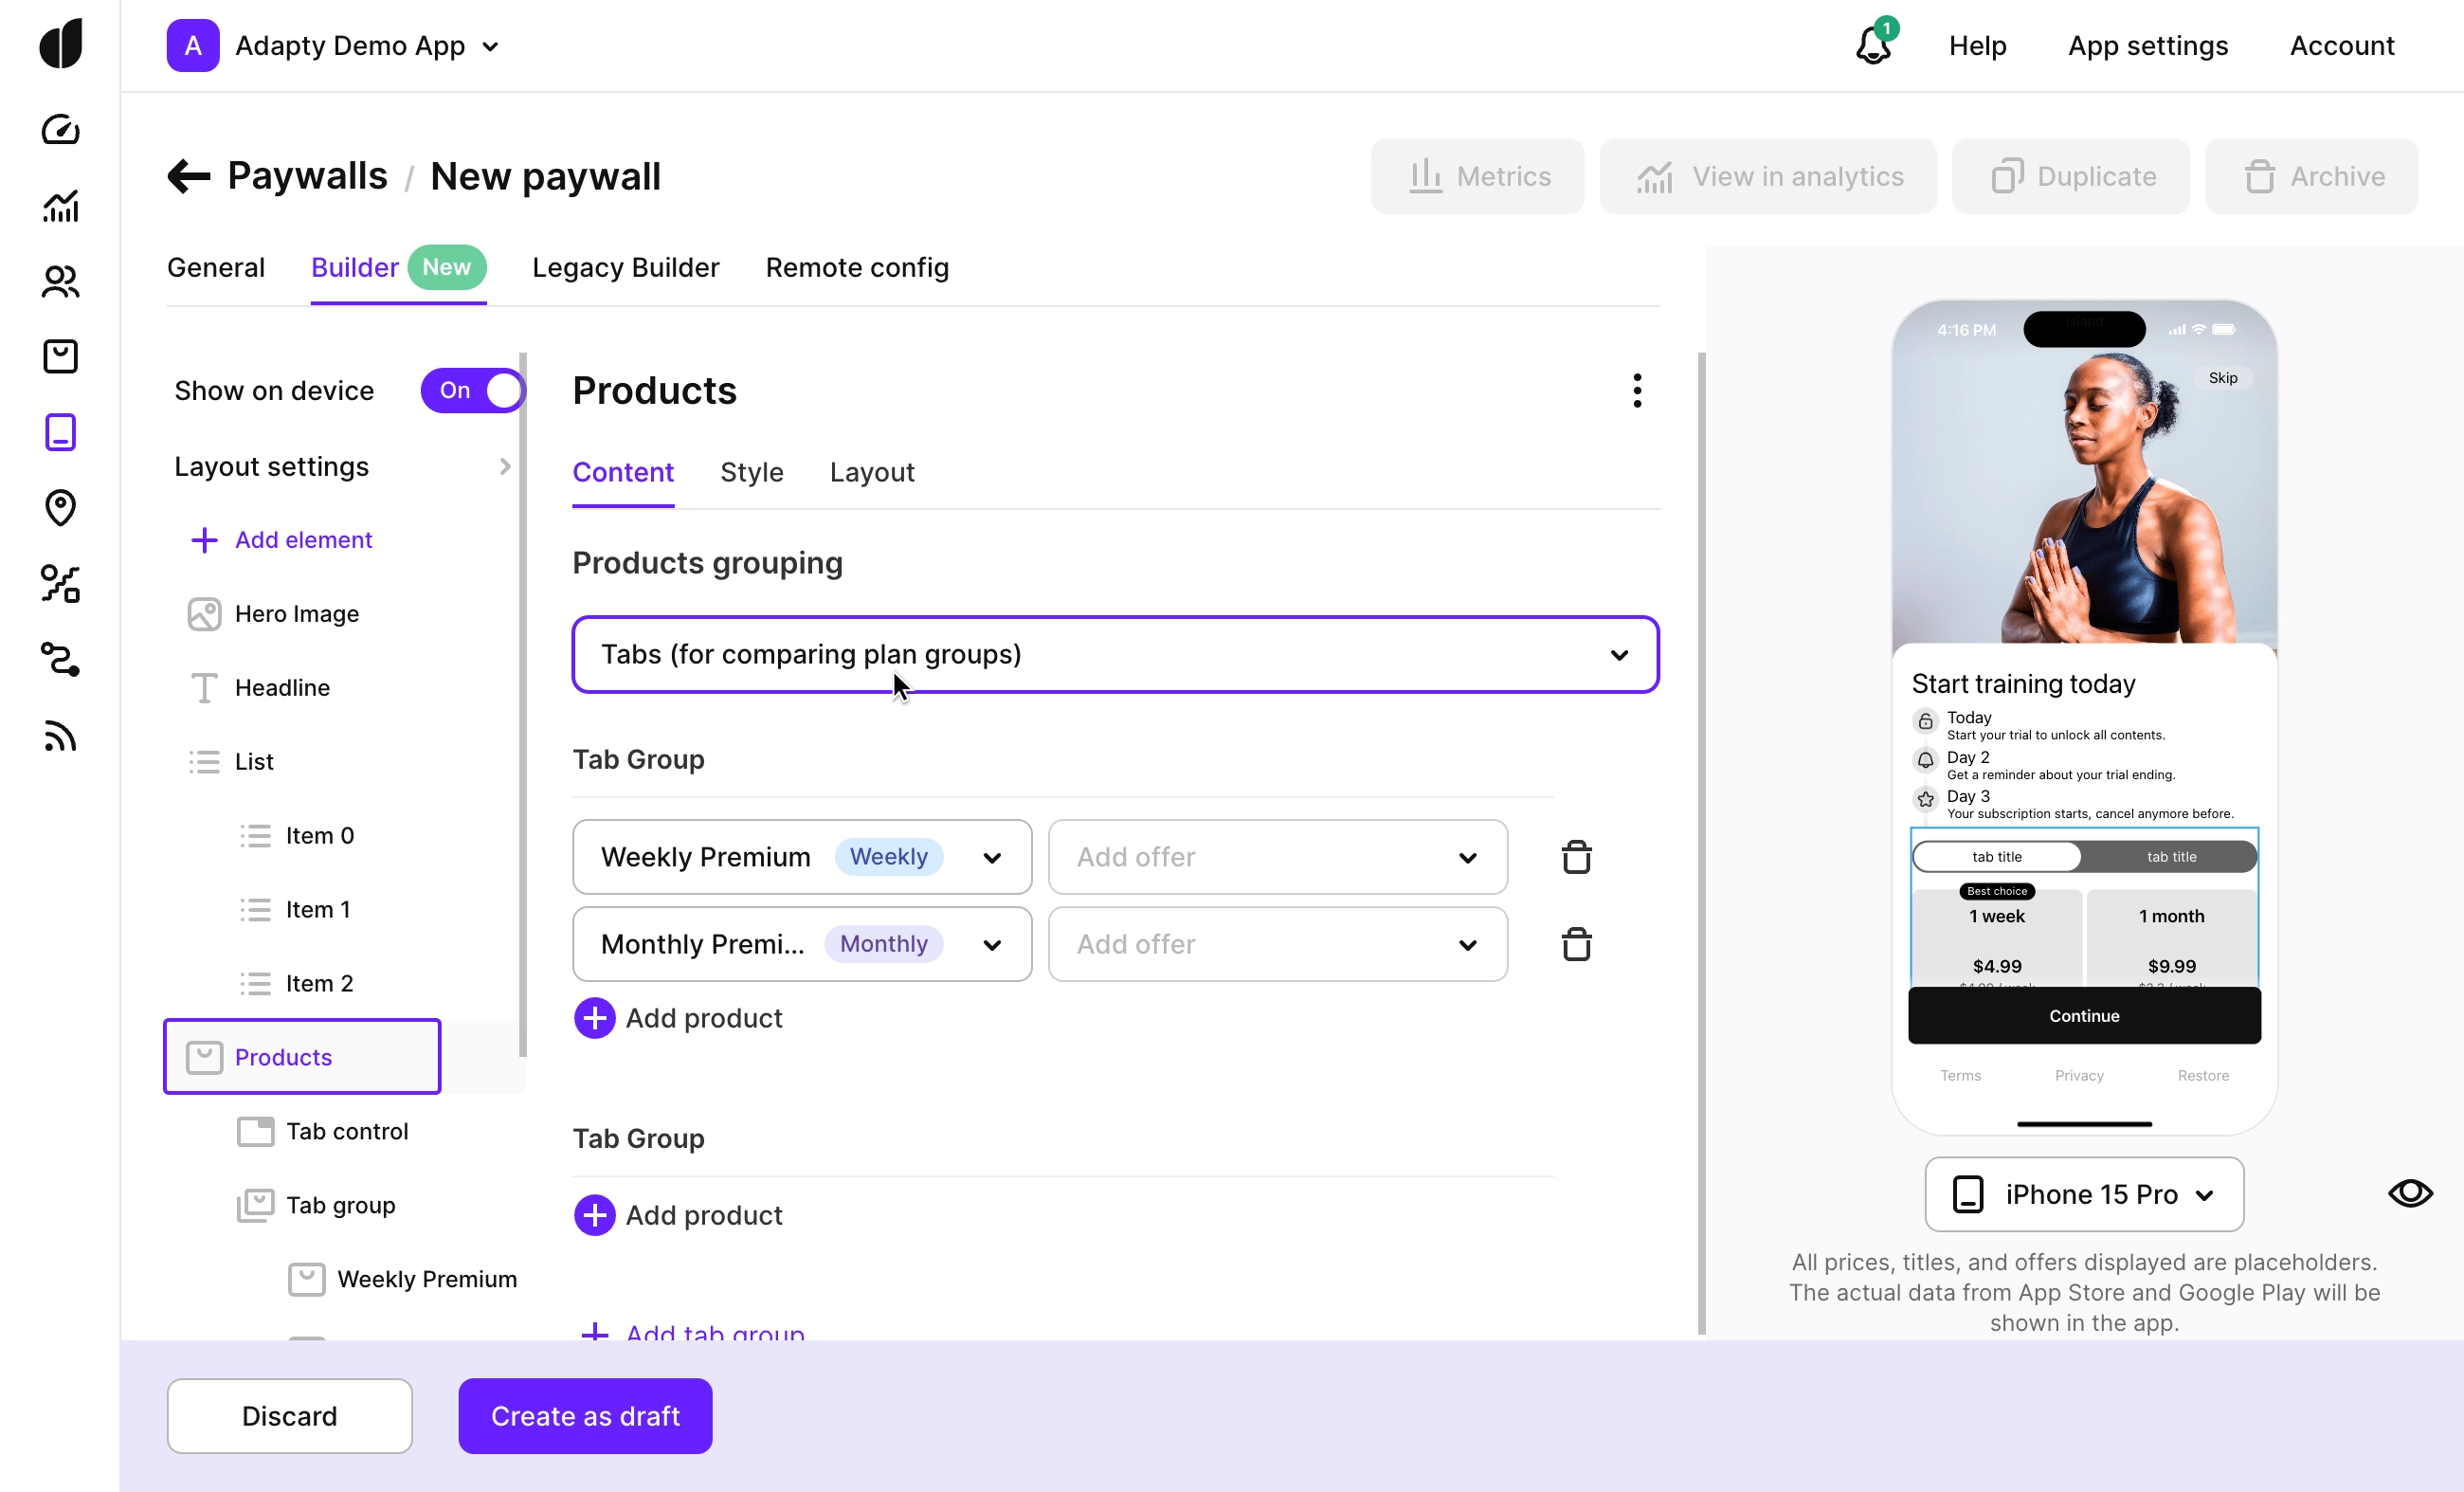 A Adapty Demo App
1
Help
App settings
Account
Paywalls / New paywall
Metrics
View in analytics
Duplicate
Archive
General
Builder New
Legacy Builder
Remote config
Show on device On
Layout settings
Add element
Hero Image
Headline
List
Item 0
Item 1
Item 2
Products
Tab control
Tab group
Weekly Premium
Products
Content
Style
Layout
Products grouping
Tabs (for comparing plan groups)
Tab Group
Weekly Premium Weekly
Add offer
Monthly Premi... Monthly
Add offer
Add product
Tab Group
Add product
Add tab group
Discard
Create as draft
4:16 PM
island
Skip
Start training today
Today
Start your trial to unlock all contents.
Day 2
Get a reminder about your trial ending.
Day 3
Your subscription starts, cancel anymore before.
tab title
tab title
Best choice
1 week
1 month
$4.99
$9.99
Continue
Terms
Privacy
Restore
iPhone 15 Pro
All prices, titles, and offers displayed are placeholders.
The actual data from App Store and Google Play will be
shown in the app.